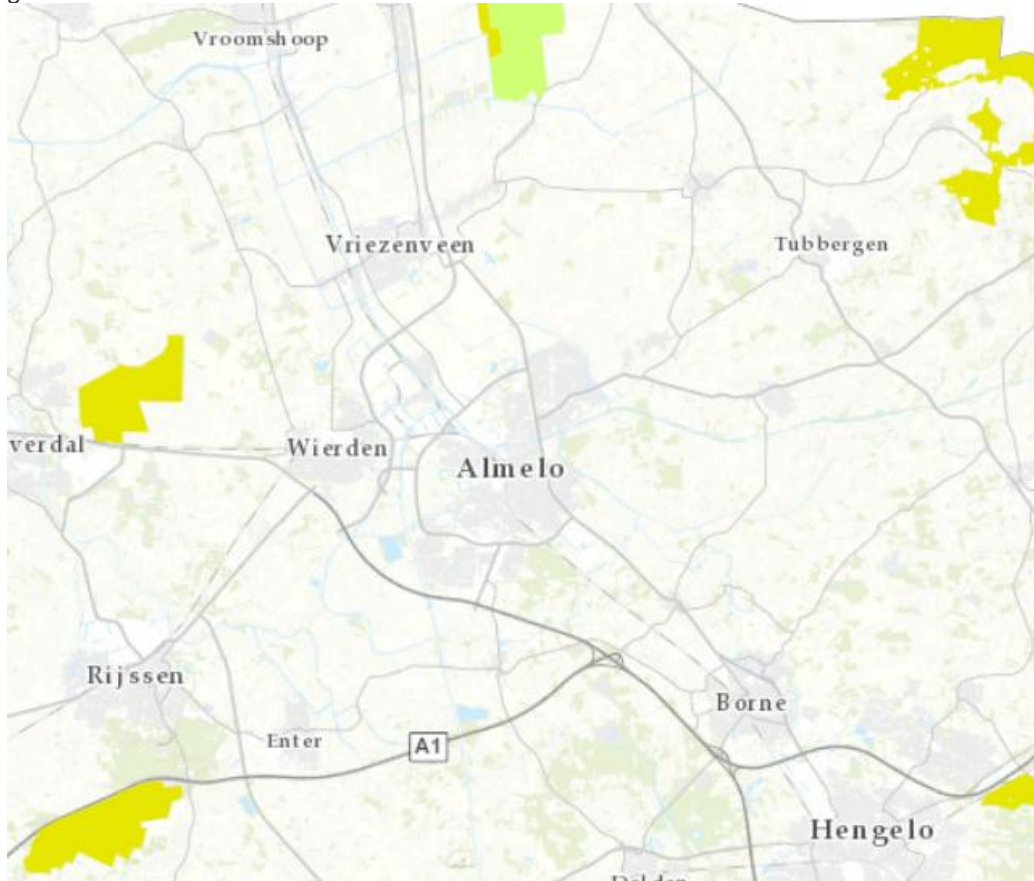 Vroomshoop
Vriezenveen
Tubbergen
verdal
Wierden
Almelo
Rijssen
Borne
Enter
A1
Hengelo